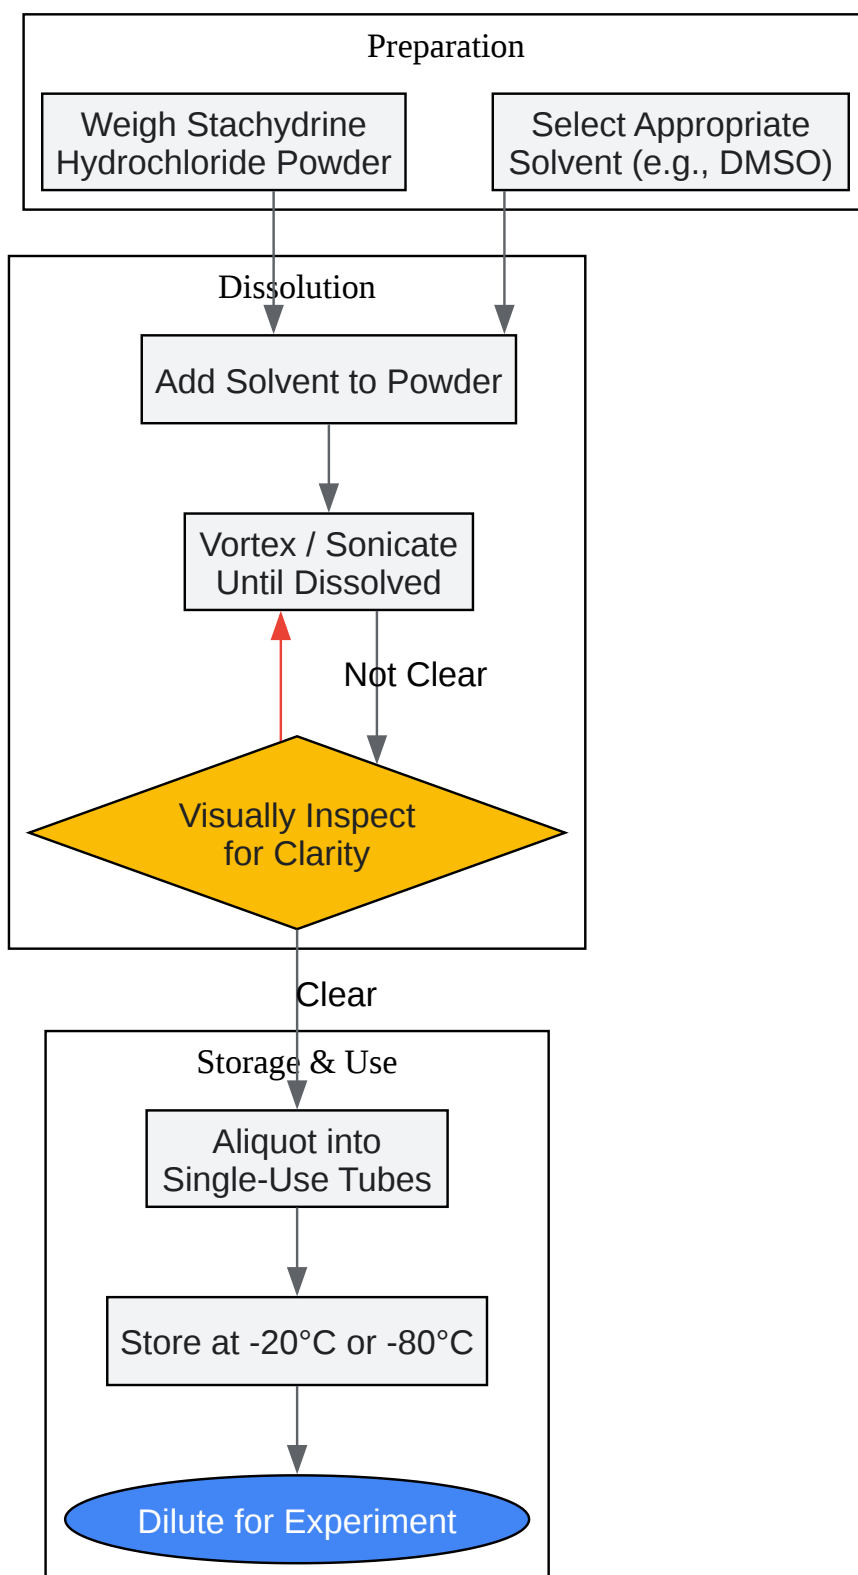 Preparation
Weigh Stachydrine
Hydrochloride Powder
Select Appropriate
Solvent (e.g., DMSO)
Dissolution
Add Solvent to Powder
Vortex / Sonicate
Until Dissolved
Not Clear
Visually Inspect
for Clarity
Clear
Storage & Use
Aliquot into
Single-Use Tubes
Store at -20°C or -80°C
Dilute for Experiment